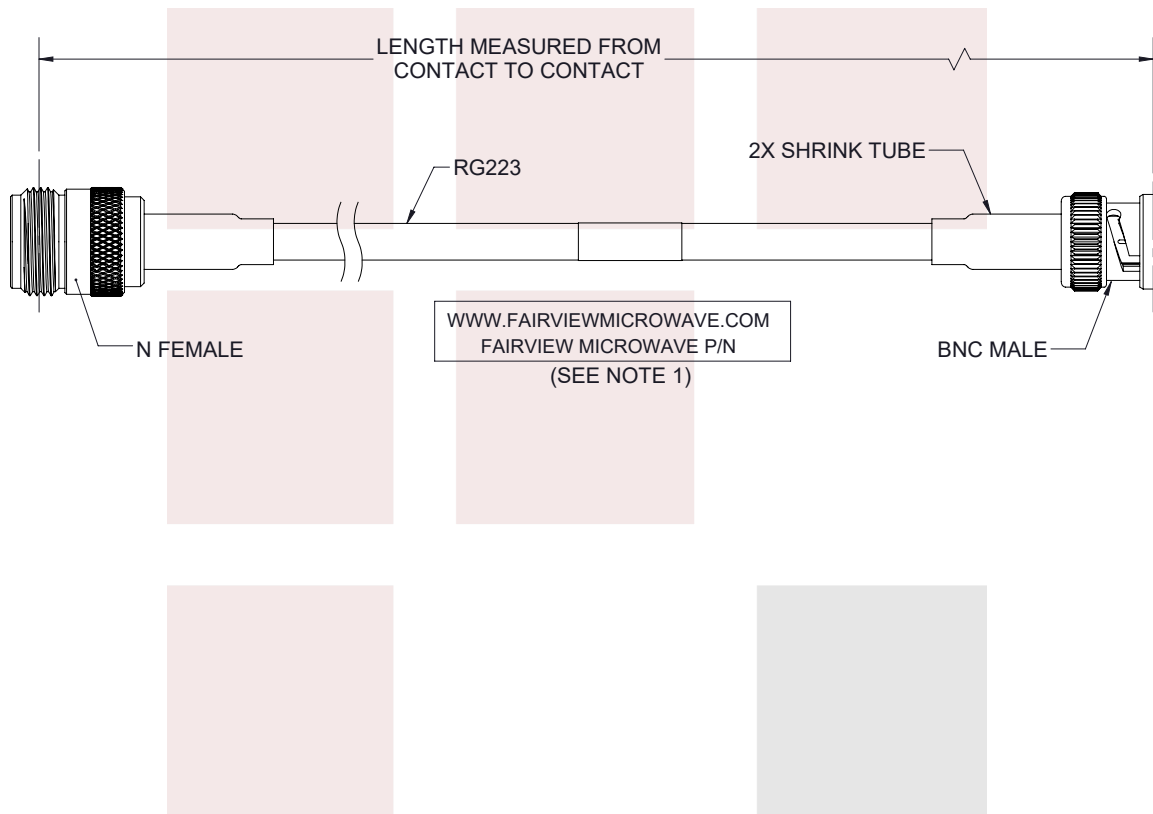 LENGTH MEASURED FROM
CONTACT TO CONTACT
2X SHRINK TUBE
RG223
WWW.FAIRVIEWMICROWAVE.COM
FAIRVIEW MICROWAVE P/N
(SEE NOTE 1)
N FEMALE
BNC MALE